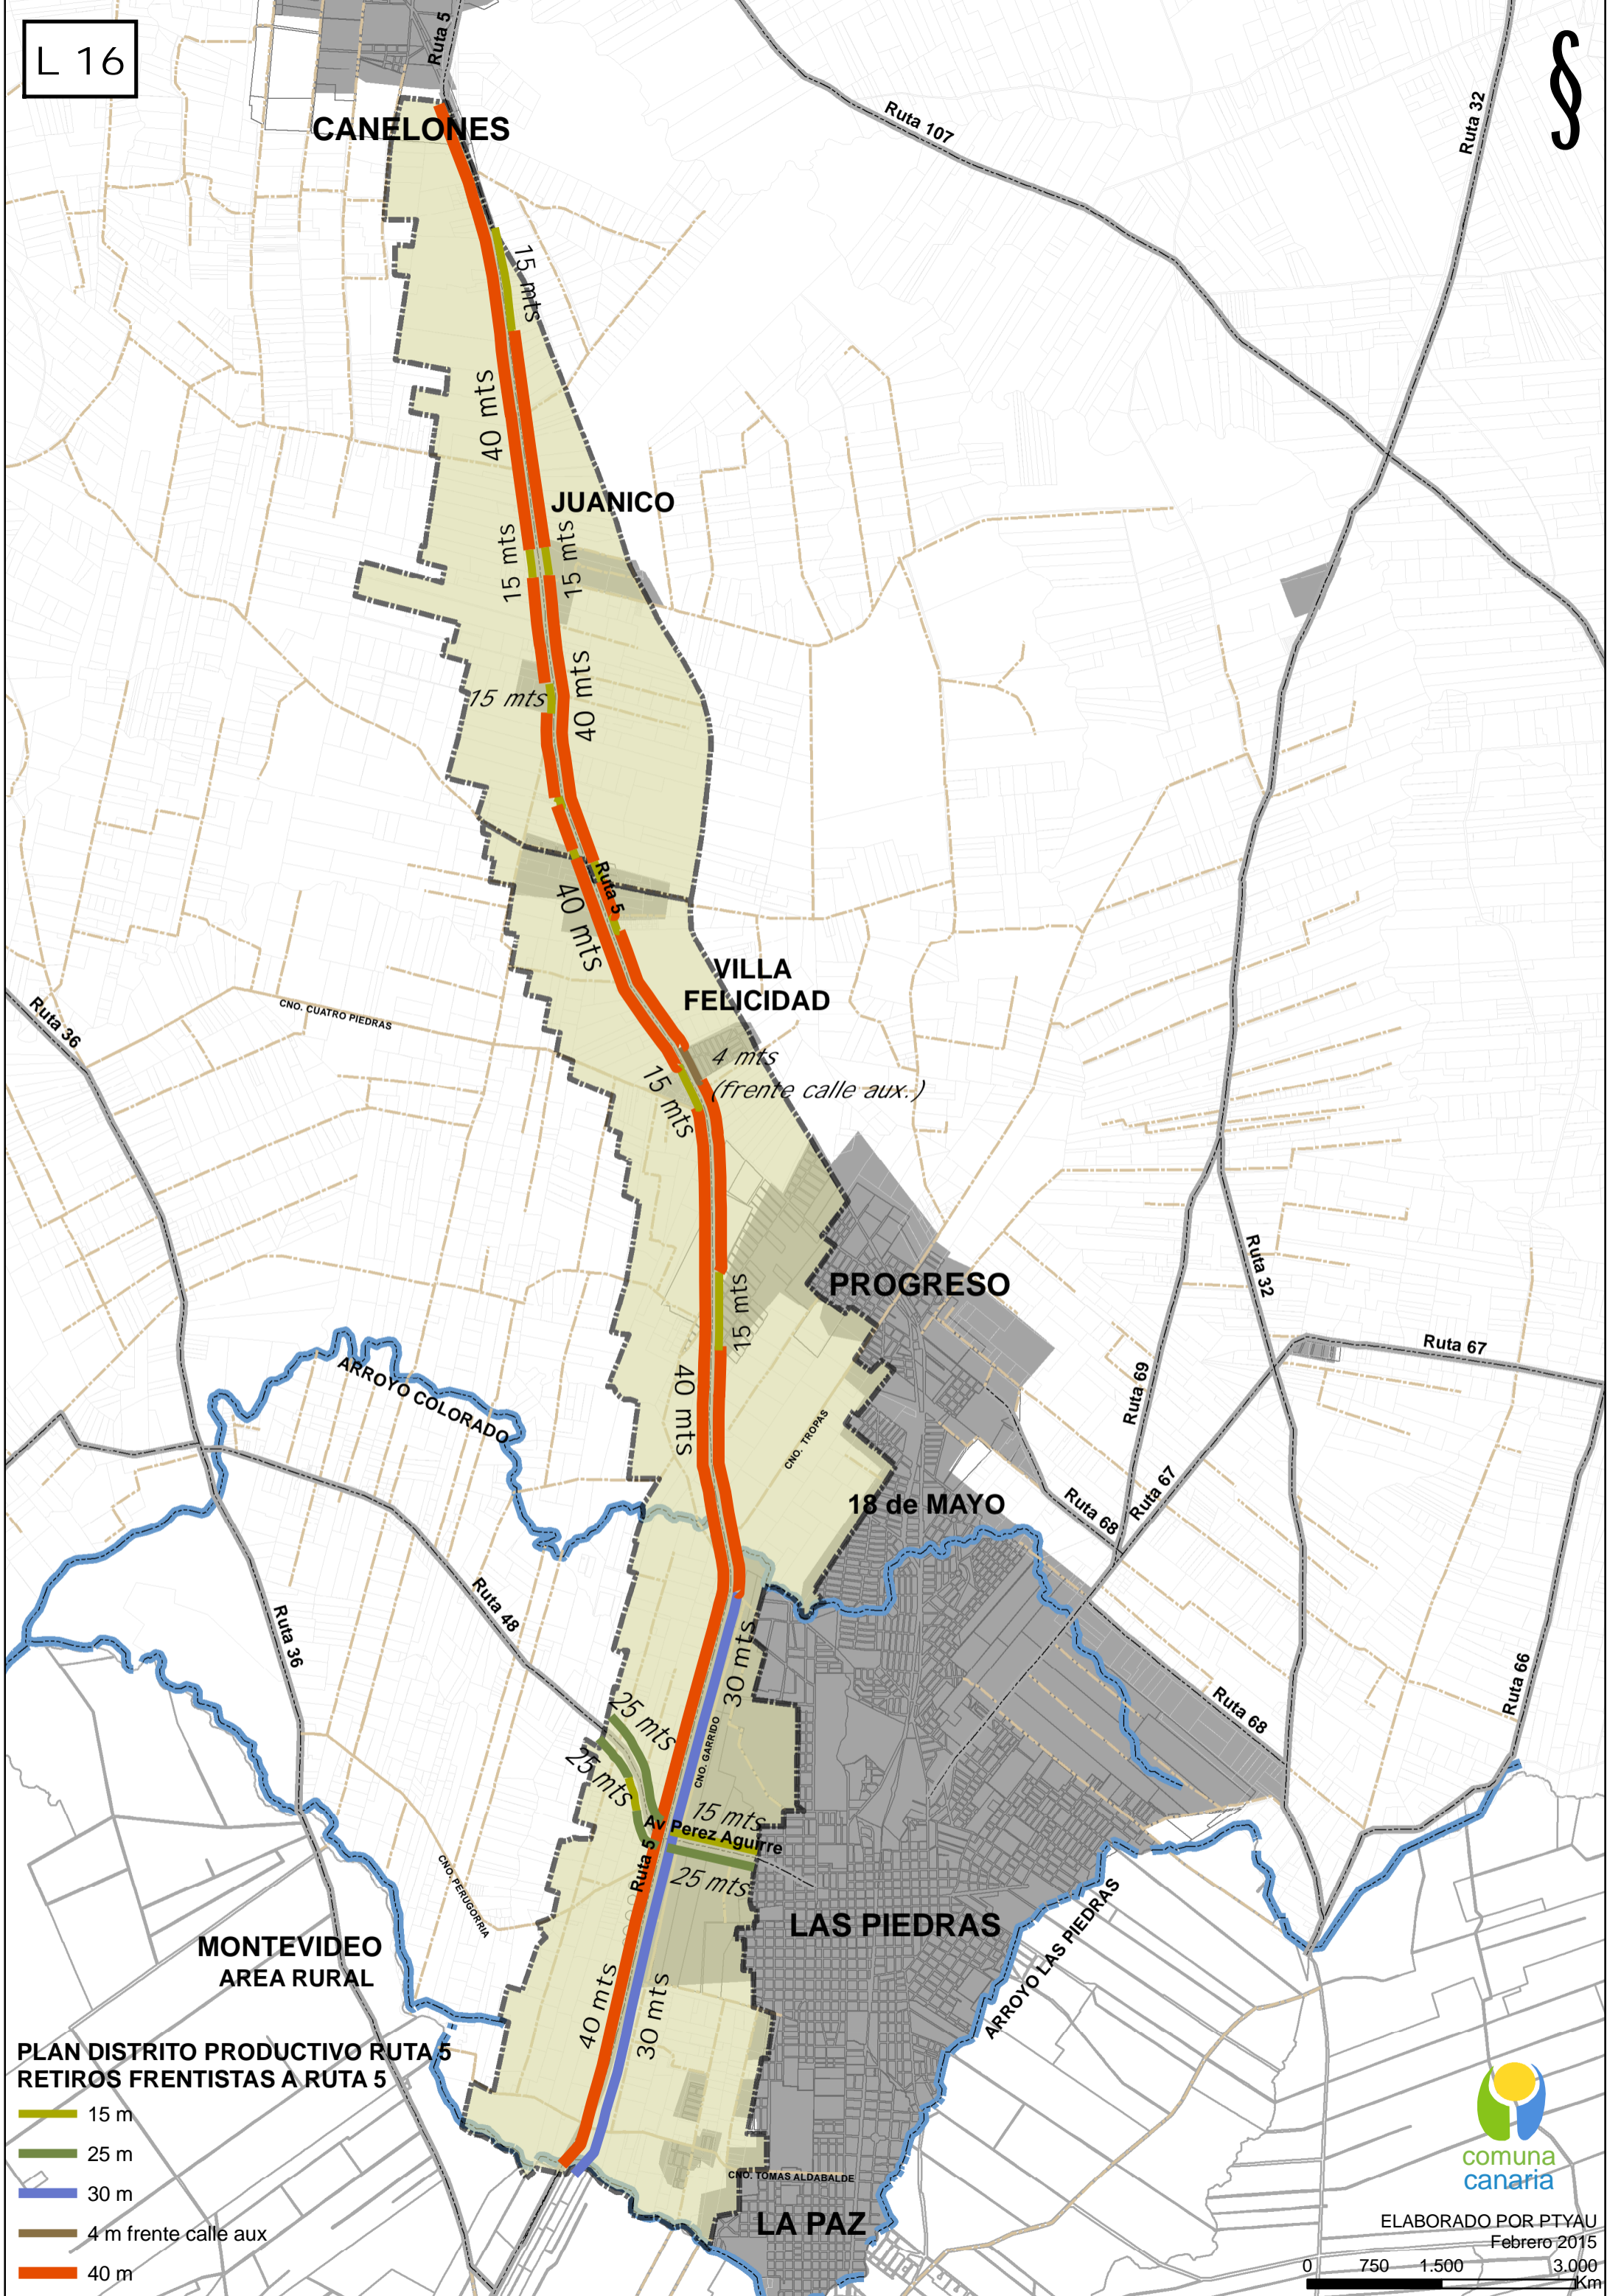 L 16
Ruta 5
CANELONES
Ruta 107
Ruta 32
15 mts
40 mts
JUANICO
15 mts
15 mts
15 mts
40 mts
Ruta 5
40 mts
VILLA
FELICIDAD
Ruta 36
CNO. CUATRO PIEDRAS
4 mts
(frente calle aux.)
15 mts
PROGRESO
Ruta 32
15 mts
Ruta 67
Ruta 69
ARROYO COLORADO
40 mts
CNO. TROPAS
18 de MAYO
Ruta 68
Ruta 67
Ruta 48
Ruta 36
30 mts
Ruta 66
Ruta 68
25 mts
25 mts
CNO. GARRIDO
15 mts
Av Perez Aguirre
Ruta 5
25 mts
CNO. PERUGORRIA
LAS PIEDRAS
ARROYO LAS PIEDRAS
MONTEVIDEO
AREA RURAL
40 mts
30 mts
PLAN DISTRITO PRODUCTIVO RUTA 5
RETIROS FRENTISTAS A RUTA 5
15 m
25 m
30 m
4 m frente calle aux
40 m
CNO. TOMAS ALDABALDE
LA PAZ
comuna
canaria
ELABORADO POR PTYAU
Febrero 2015
0 750 1.500 3.000
Km